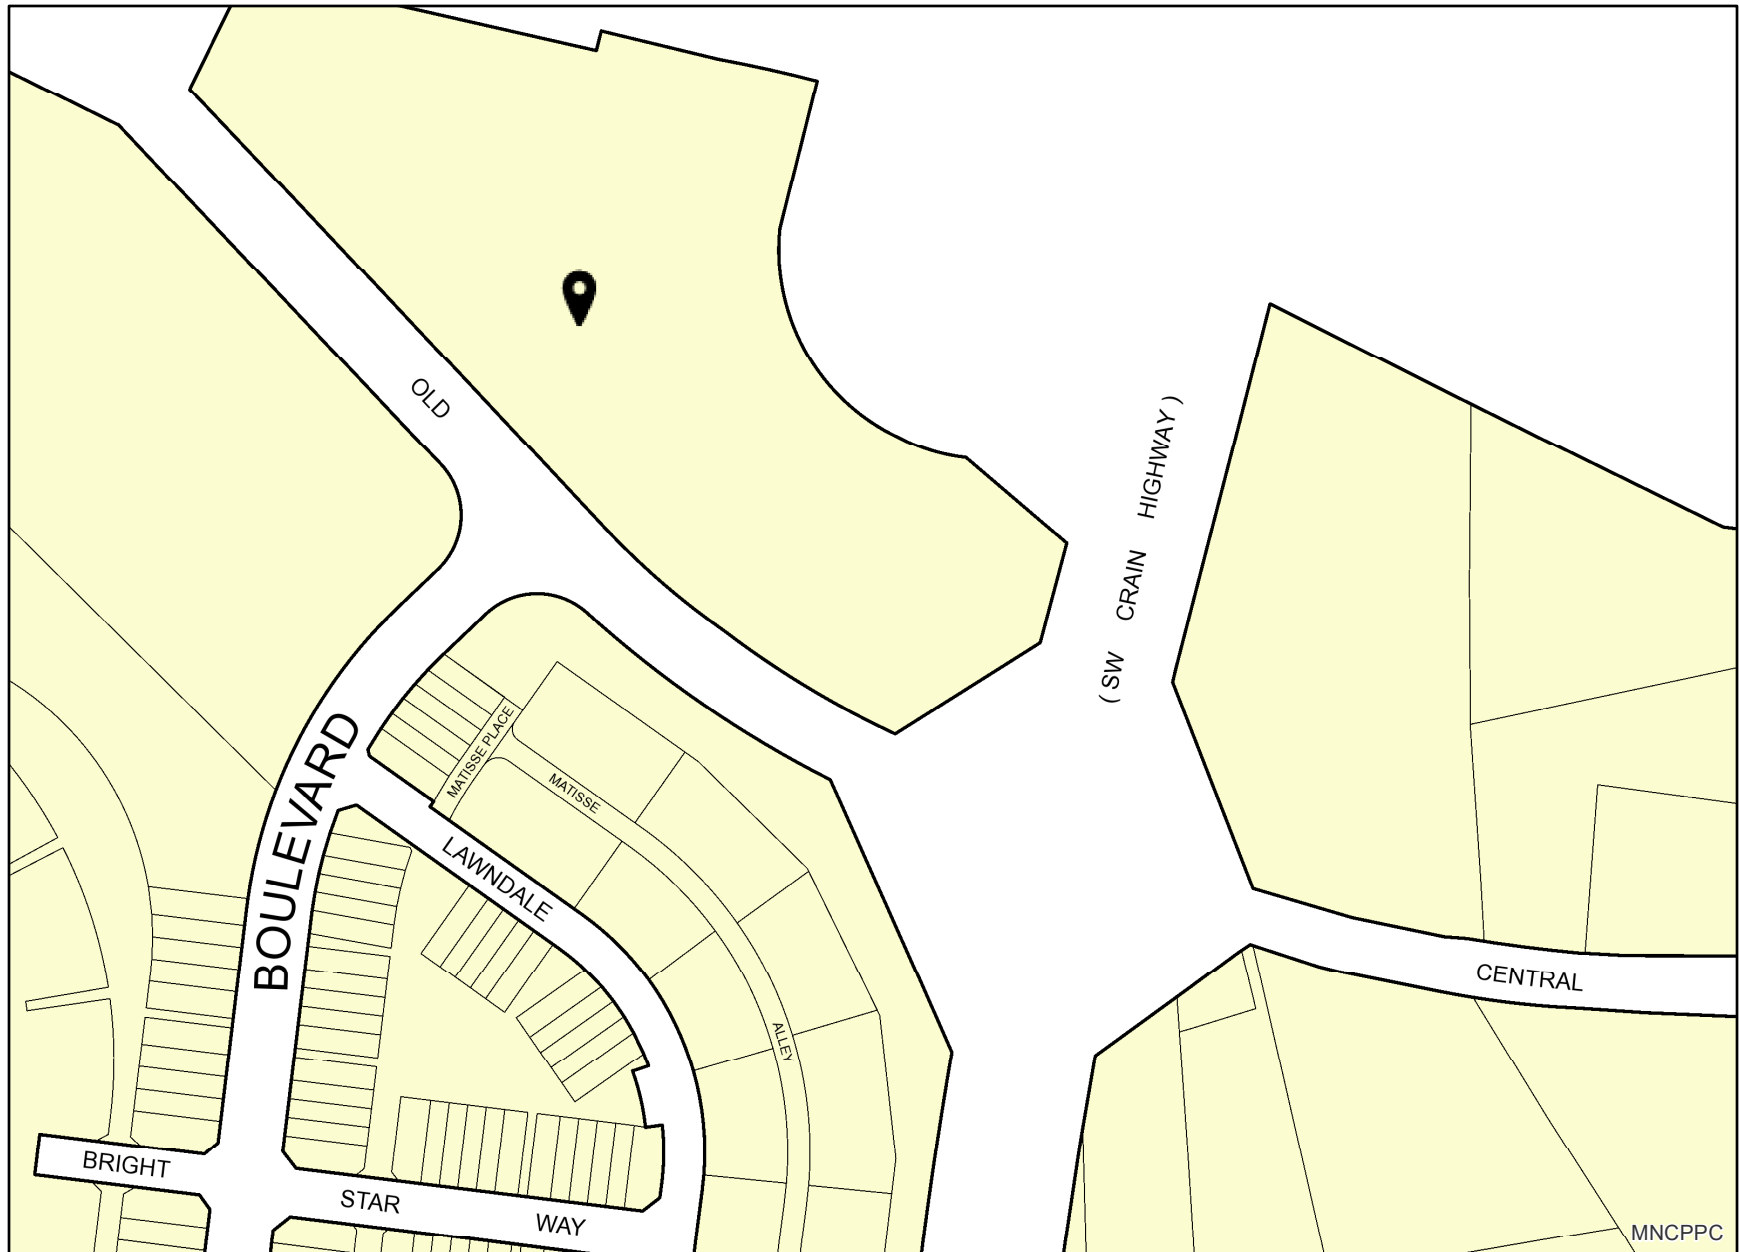 OLD
( SW CRAIN HIGHWAY )
BOULEVARD
MATISSE PLACE
MATISSE
LAWNDALE
CENTRAL
ALLEY
BRIGHT
STAR
WAY
MNCPPC